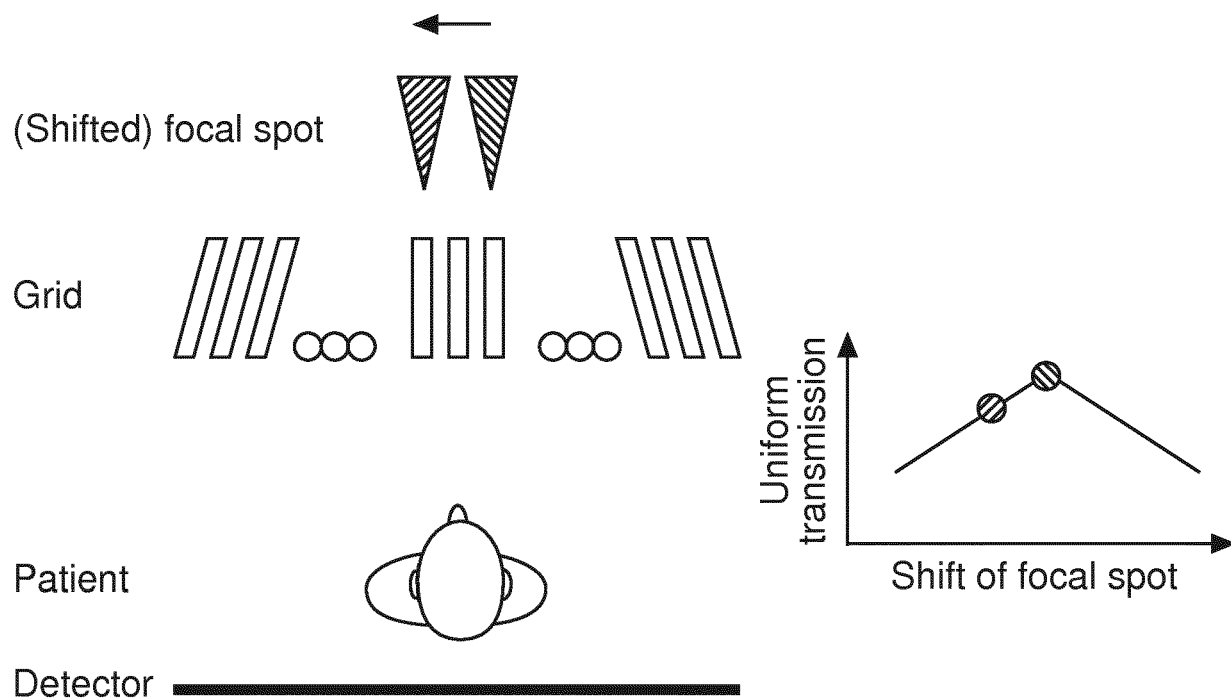 (Shifted) focal spot
Grid
Uniform
transmission
Shift of focal spot
Patient
Detector